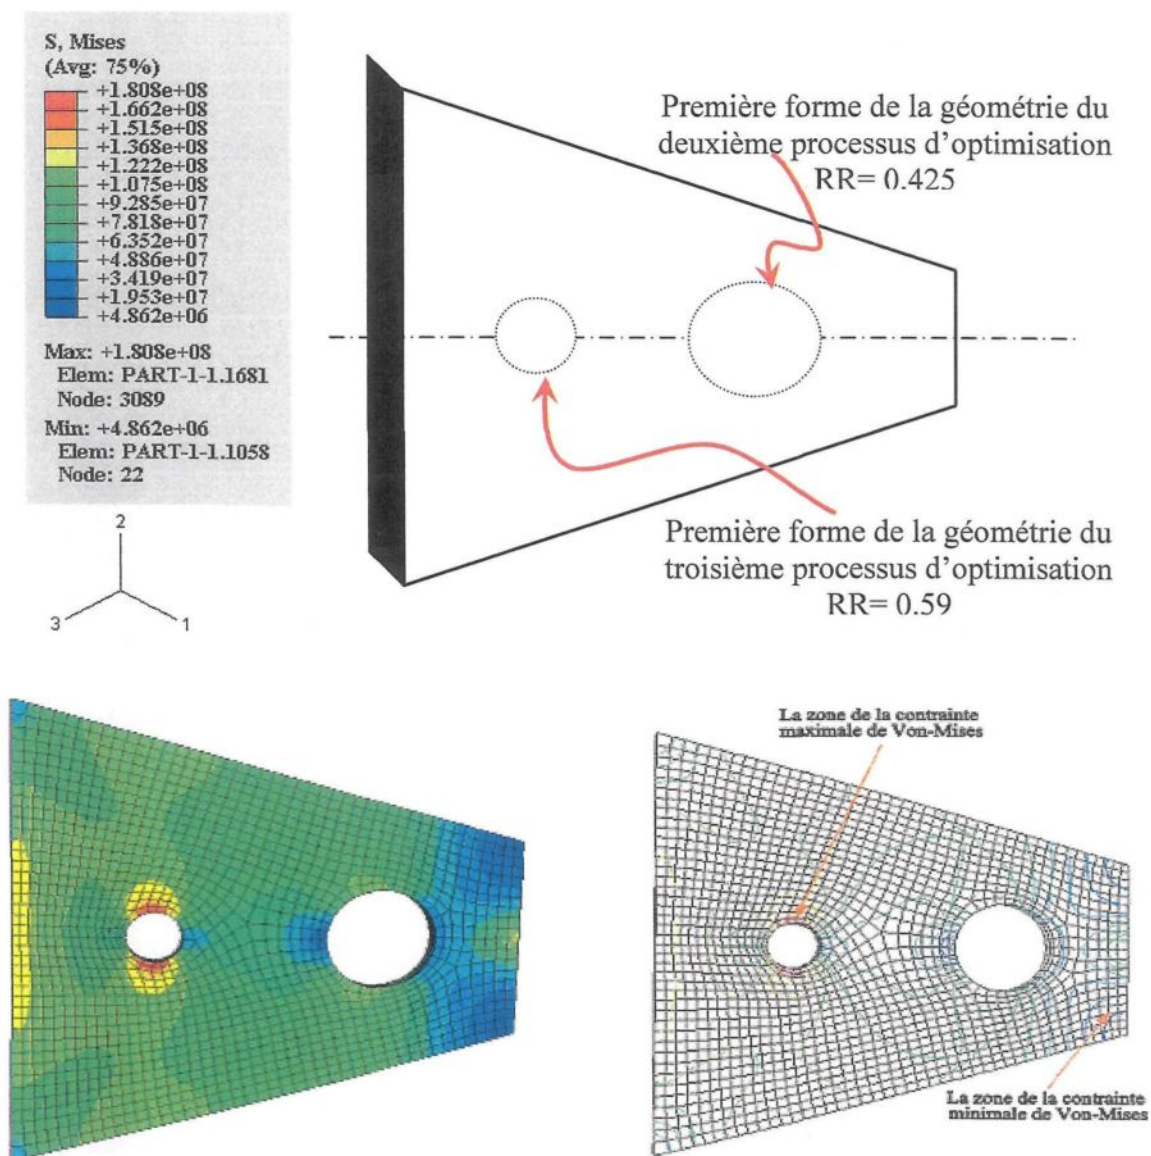 S, Mises
(Avg: 75%)
+1.808e+08
+1.662e+08
+1.515e+08
+1.368e+08
+1.222e+08
+1.075e+08
+9.285e+07
+7.818e+07
+6.352e+07
+4.886e+07
+3.419e+07
+1.953e+07
+4.862e+06
Max: +1.808e+08
Elem: PART-1-1.1681
Node: 3089
Min: +4.862e+06
Elem: PART-1-1.1058
Node: 22
2
3
1
Première forme de la géométrie du
deuxième processus d'optimisation
RR= 0.425
Première forme de la géométrie du
troisième processus d'optimisation
RR= 0.59
La zone de la contrainte
maximale de Von-Mises
La zone de la contrainte
minimale de Von-Mises